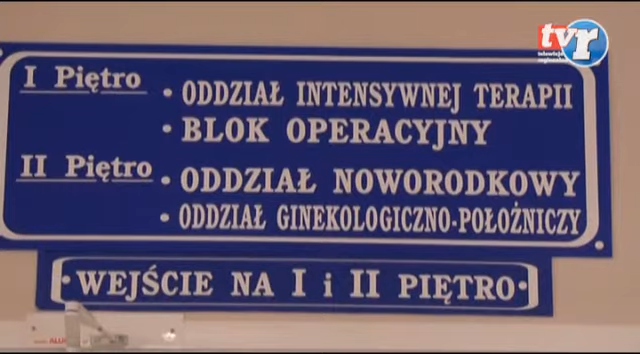 tvr
I Piętro
• ODDZIAŁ INTENSYWNEJ TERAPII
• BLOK OPERACYJNY
II Piętro
• ODDZIAŁ NOWORODKOWY
• ODDZIAŁ GINEKOLOGICZNO-POŁOŻNICZY
• WEJŚCIE NA I i II PIĘTRO •